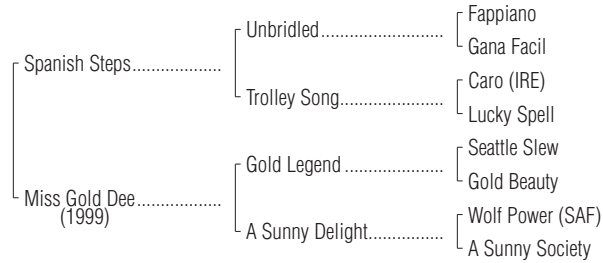 Fappiano
Unbridled
Gana Facil
Spanish Steps
Caro (IRE)
Trolley Song
Lucky Spell
Seattle Slew
Gold Legend
Gold Beauty
Miss Gold Dee
(1999)
Wolf Power (SAF)
A Sunny Delight
A Sunny Society